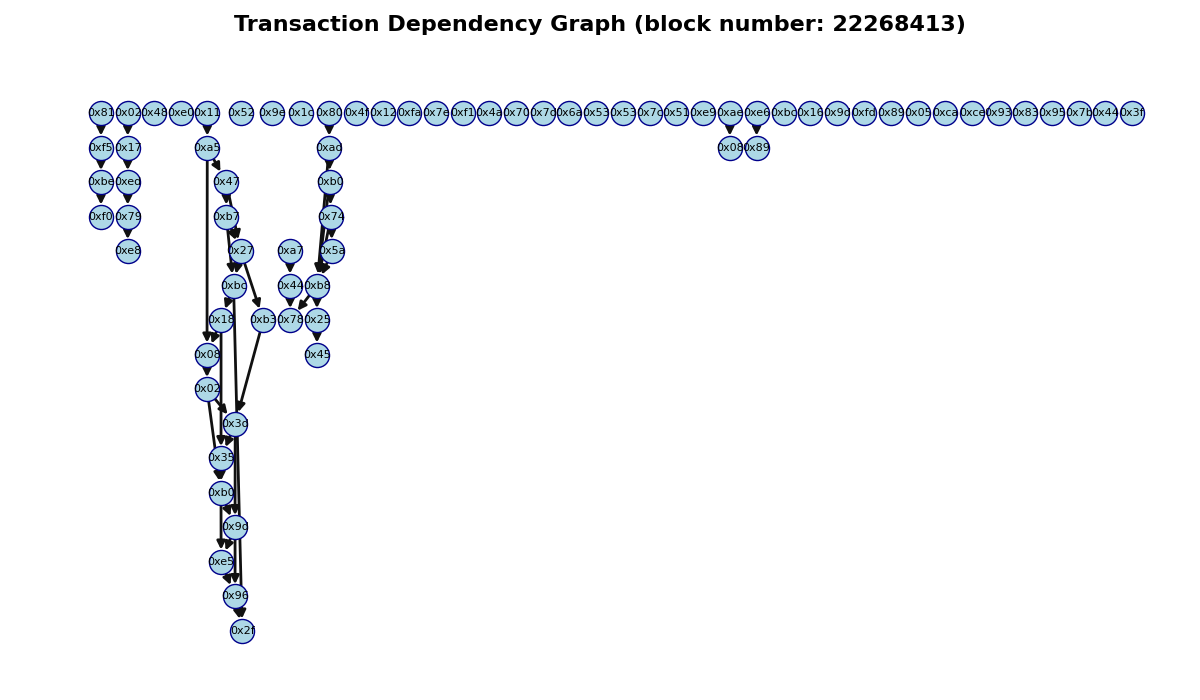 Transaction Dependency Graph (block number: 22268413)
0x81 0x02 0x48 0xe0 0x11 0x52 0x9e 0x1c 0x80 0x4f 0x12 0xfa 0x7e 0xf1 0x4a 0x70 0x7d 0x6a 0x53 0x53 0x7c 0x51 0xe9 0xae 0xe6 0xbc 0x16 0x9d 0xfd 0x89 0x05 0xca 0xce 0x93 0x83 0x95 0x7b 0x44 0x3f
0xf5 0x17 0xa5 0xad 0x08 0x89
0xbe 0xed 0x47 0xb0
0xf0 0x79 0xb7 0x74
0xe8 0x27 0xa7 0x5a
0xbc 0x44 0xb8
0x18 0xb3 0x78 0x25
0x08 0x45
0x02
0x3d
0x35
0xb0
0x9d
0xe5
0x96
0x2f